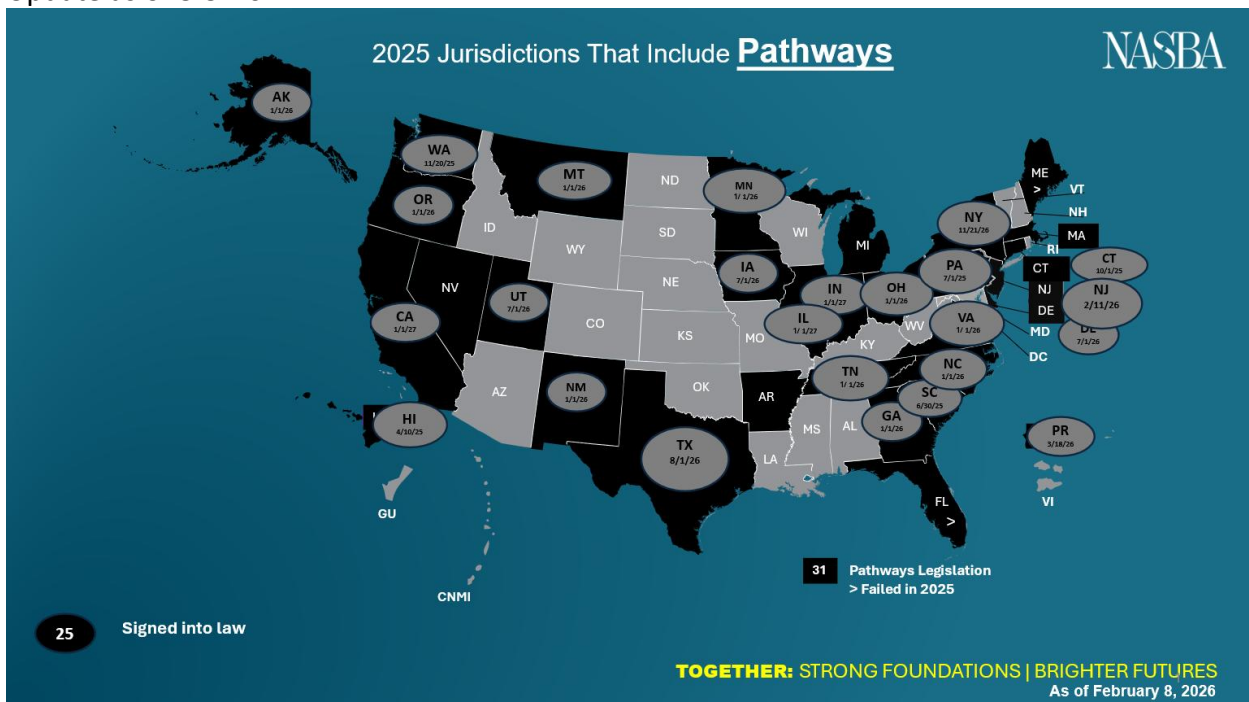 2025 Jurisdictions That Include Pathways
NASBA
AK
1/1/26
WA
11/20/25
MT
1/1/26
ND
MN
1/ 1/26
ME
>
VT
OR
1/1/26
ID
WI
NY
11/21/26
NH
SD
WY
MI
MA
RI
IA
7/1/26
PA
7/1/25
CT
CT
10/1/25
NV
UT
7/1/26
NE
IN
1/1/27
OH
1/1/26
NJ
NJ
2/11/26
CA
1/1/27
CO
KS
MO
IL
1/ 1/27
WV
VA
1/ 1/26
DE
MD
DE
7/1/26
KY
DC
AZ
NM
1/1/26
OK
AR
TN
1/ 1/26
NC
1/1/26
SC
6/30/25
HI
4/10/25
MS
AL
GA
1/1/26
PR
3/18/26
TX
8/1/26
LA
GU
FL
>
VI
31 Pathways Legislation
> Failed in 2025
CNMI
25 Signed into law
TOGETHER: STRONG FOUNDATIONS | BRIGHTER FUTURES
As of February 8, 2026